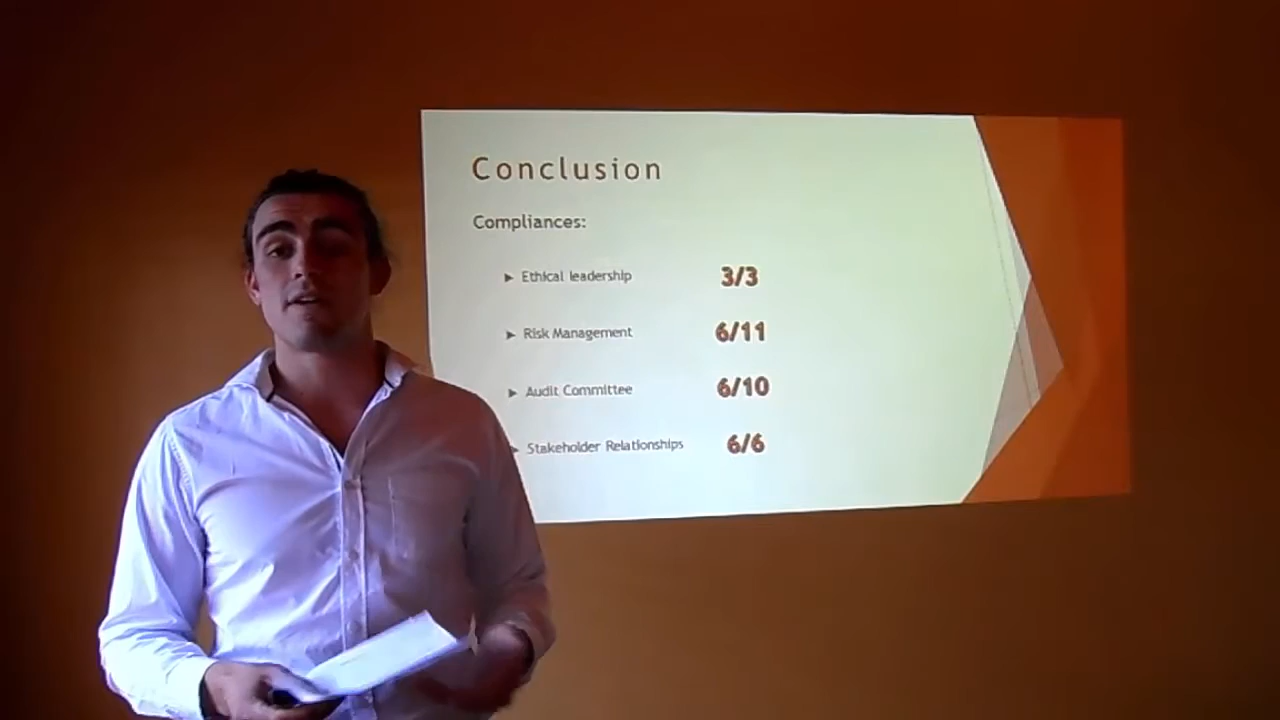 Conclusion
Compliances:
► Ethical leadership 3/3
► Risk Management 6/11
► Audit Committee 6/10
► Stakeholder Relationships 6/6